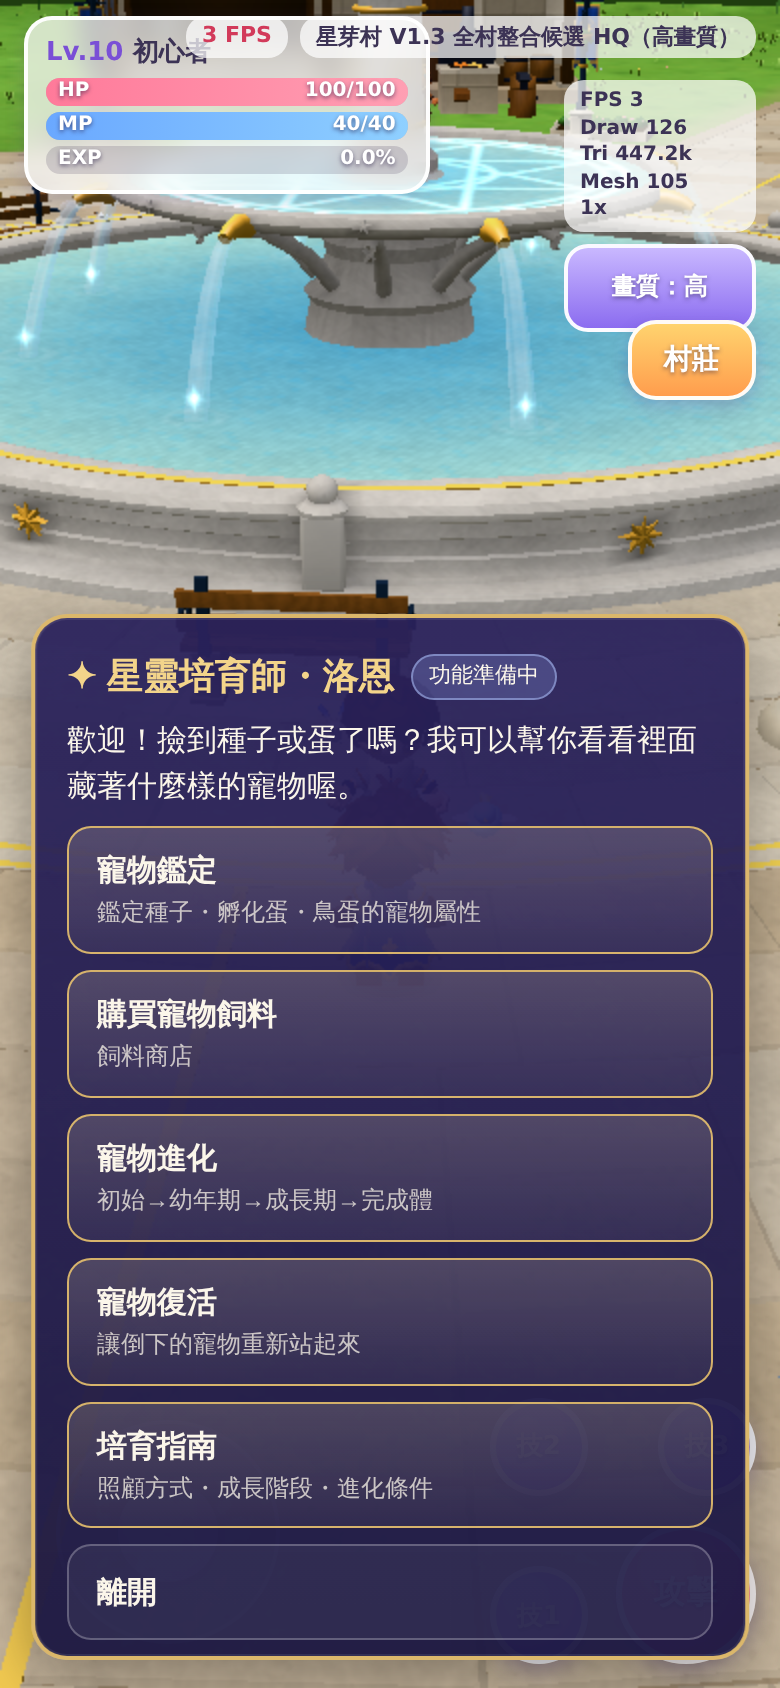 3 FPS
星芽村 V1.3 全村整合候選 HQ（高畫質）
Lv.10 初心者
HP 100/100
MP 40/40
EXP 0.0%
FPS 3
Draw 126
Tri 447.2k
Mesh 105
1x
畫質：高
村莊
✦ 星靈培育師・洛恩 功能準備中
歡迎！撿到種子或蛋了嗎？我可以幫你看看裡面
藏著什麼樣的寵物喔。
寵物鑑定
鑑定種子・孵化蛋・鳥蛋的寵物屬性
購買寵物飼料
飼料商店
寵物進化
初始→幼年期→成長期→完成體
寵物復活
讓倒下的寵物重新站起來
培育指南
照顧方式・成長階段・進化條件
技2
技3
離開
技1
攻擊